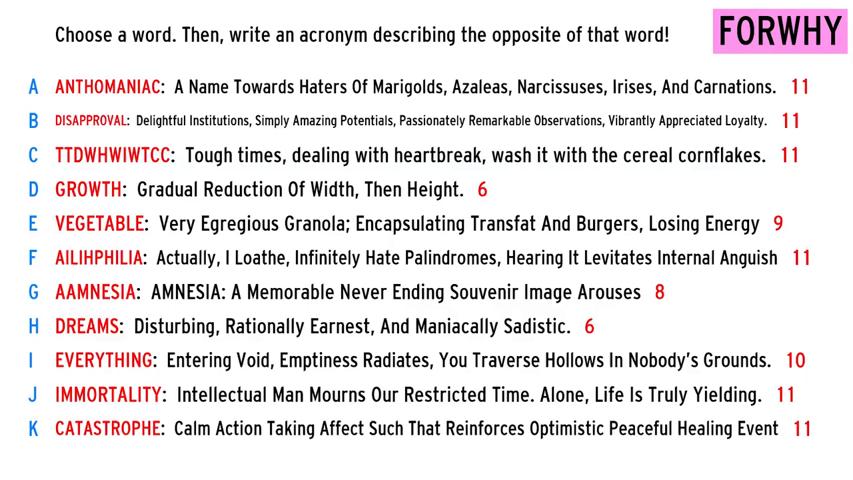 Choose a word. Then, write an acronym describing the opposite of that word!
FORWHY
A ANTHOMANIAC: A Name Towards Haters Of Marigolds, Azaleas, Narcissuses, Irises, And Carnations. 11
B DISAPPROVAL: Delightful Institutions, Simply Amazing Potentials, Passionately Remarkable Observations, Vibrantly Appreciated Loyalty. 11
C TTDWHWIWTCC: Tough times, dealing with heartbreak, wash it with the cereal cornflakes. 11
D GROWTH: Gradual Reduction Of Width, Then Height. 6
E VEGETABLE: Very Egregious Granola; Encapsulating Transfat And Burgers, Losing Energy 9
F AILIHPHILIA: Actually, I Loathe, Infinitely Hate Palindromes, Hearing It Levitates Internal Anguish 11
G AAMNESIA: AMNESIA: A Memorable Never Ending Souvenir Image Arouses 8
H DREAMS: Disturbing, Rationally Earnest, And Maniacally Sadistic. 6
I EVERYTHING: Entering Void, Emptiness Radiates, You Traverse Hollows In Nobody's Grounds. 10
J IMMORTALITY: Intellectual Man Mourns Our Restricted Time. Alone, Life Is Truly Yielding. 11
K CATASTROPHE: Calm Action Taking Affect Such That Reinforces Optimistic Peaceful Healing Event 11